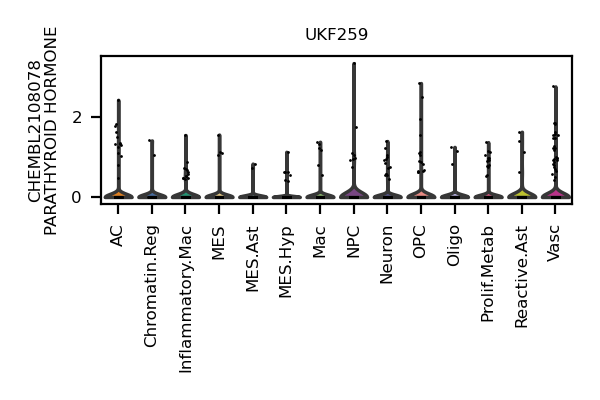 UKF259
CHEMBL2108078
PARATHYROID HORMONE
2
0
AC
Chromatin.Reg
Inflammatory.Mac
MES
MES.Ast
MES.Hyp
Mac
NPC
Neuron
OPC
Oligo
Prolif.Metab
Reactive.Ast
Vasc